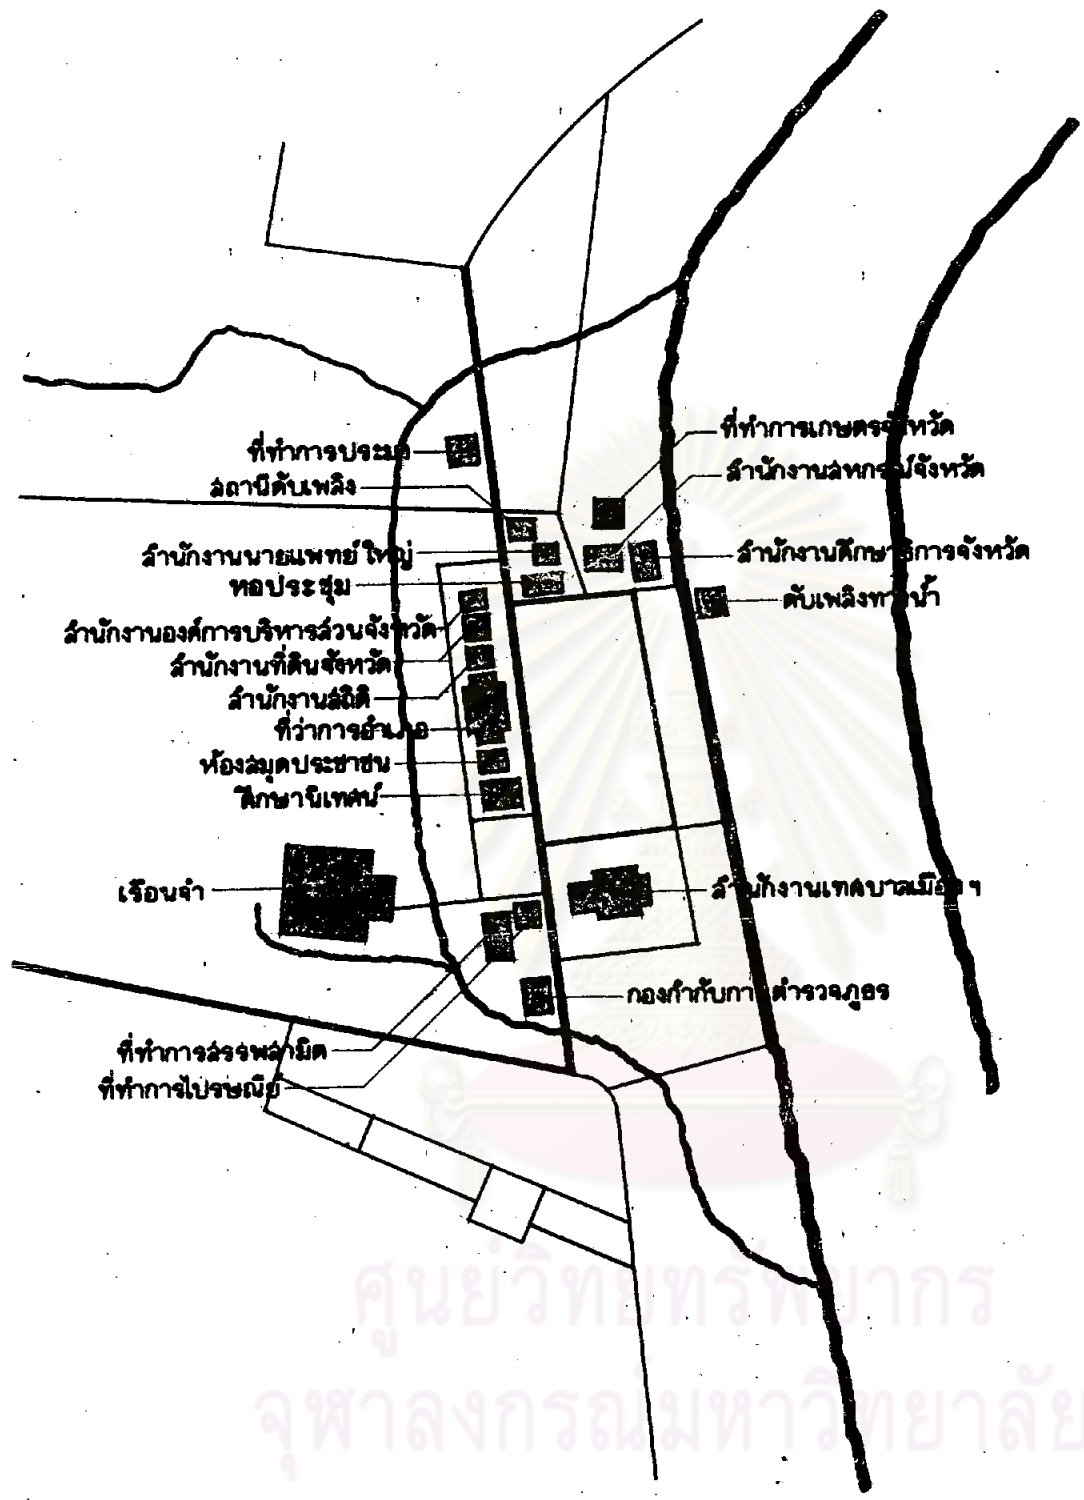 ที่ทำการประมง
สถานีดับเพลิง
สำนักงานนายแพทย์ใหญ่
หอประชุม
สำนักงานองค์การบริหารส่วนจังหวัด
สำนักงานที่ดินจังหวัด
สำนักงานสถิติ
ที่ว่าการอำเภอ
ห้องสมุดประชาชน
ศึกษานิเทศน์
เรือนจำ
ที่ทำการสรรพสามิต
ที่ทำการไปรษณีย์
ที่ทำการเกษตรจังหวัด
สำนักงานสหกรณ์จังหวัด
สำนักงานศึกษาธิการจังหวัด
ดับเพลิงทางน้ำ
สำนักงานเทศบาลเมือง ฯ
กองกำกับการตำรวจภูธร
ศูนย์วิทยทรัพยากร
จุฬาลงกรณ์มหาวิทยาลัย